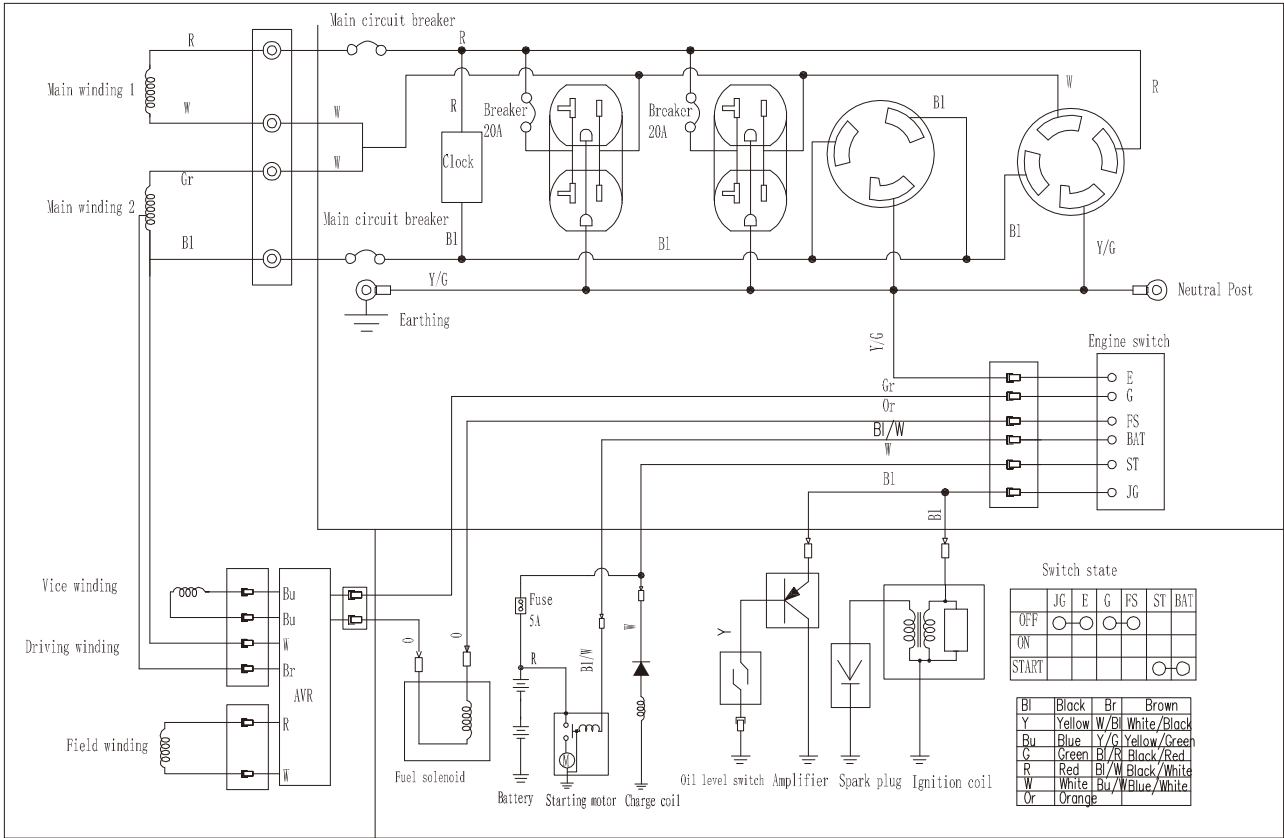 Main circuit breaker
R
R
Main winding 1
W
W
W
R
Breaker
20A
Breaker
20A
Bl
W
R
Clock
Gr
Main winding 2
Main circuit breaker
Bl
Bl
Bl
Bl
Y/G
Y/G
Neutral Post
Earthing
Y/G
Engine switch
E
Gr
G
Or
FS
Bl/W
BAT
W
ST
Bl
JG
Bl
Vice winding
Bu
Bu
Driving winding
W
Br
AVR
Field winding
R
W
O
O
Fuel solenoid
Fuse
5A
R
Battery
Bl/W
M
Starting motor
W
Charge coil
Y
Oil level switch
Amplifier
Spark plug
Ignition coil
Switch state
JG E G FS ST BAT
OFF
ON
START
Bl Black Br Brown
Y Yellow W/Bl White/Black
Bu Blue Y/G Yellow/Green
G Green Bl/R Black/Red
R Red Bl/W Black/White
W White Bu/W Blue/White
Or Orange